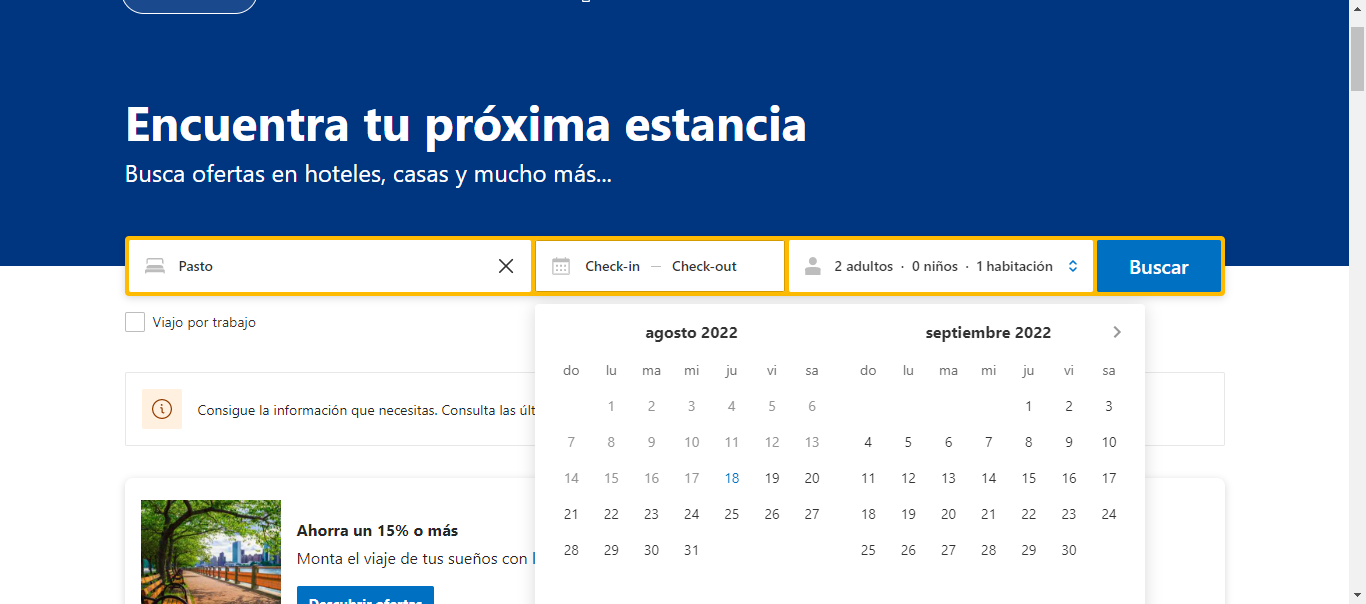 Encuentra tu próxima estancia
Busca ofertas en hoteles, casas y mucho más...
Pasto
Check-in — Check-out
2 adultos · 0 niños · 1 habitación
Buscar
Viajo por trabajo
agosto 2022
do lu ma mi ju vi sa
1 2 3 4 5 6
7 8 9 10 11 12 13
14 15 16 17 18 19 20
21 22 23 24 25 26 27
28 29 30 31
septiembre 2022
do lu ma mi ju vi sa
1 2 3
4 5 6 7 8 9 10
11 12 13 14 15 16 17
18 19 20 21 22 23 24
25 26 27 28 29 30
Consigue la información que necesitas. Consulta las últ
Ahorra un 15% o más
Monta el viaje de tus sueños con
Descubrir ofertas